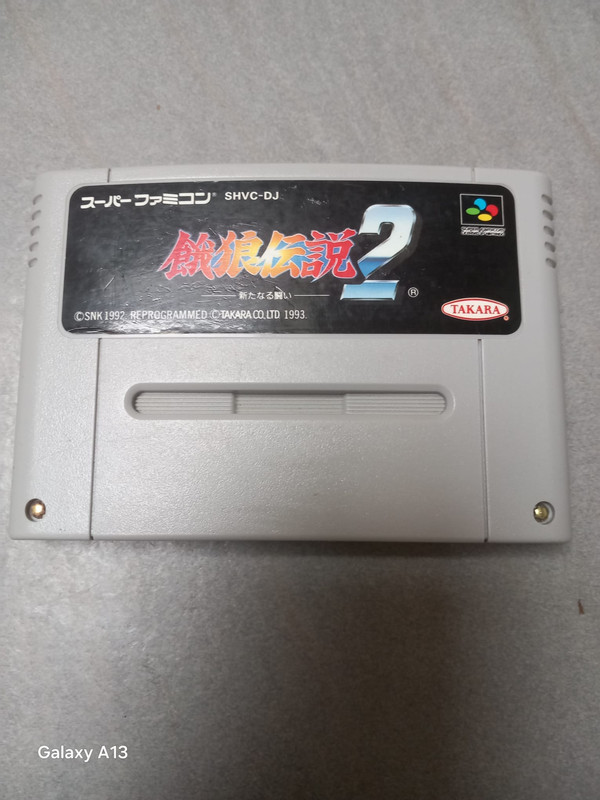 スーパーファミコン® SHVC-DJ
餓狼伝説2
新たなる闘い
®
©SNK 1992 REPROGRAMMED ©TAKARA CO.LTD 1993.
TAKARA
Galaxy A13